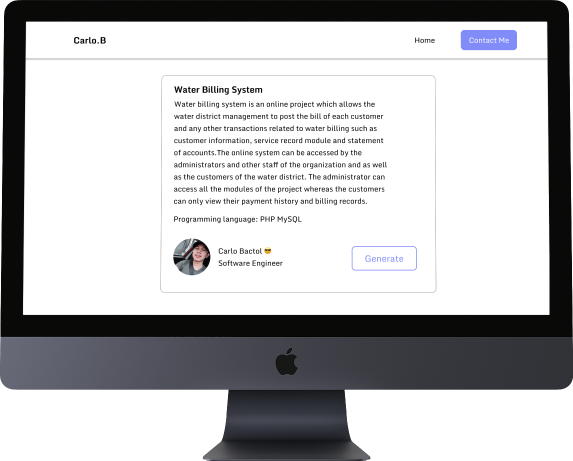 Carlo.B
Home
Contact Me
Water Billing System
Water billing system is an online project which allows the
water district management to post the bill of each customer
and any other transactions related to water billing such as
customer information, service record module and statement
of accounts.The online system can be accessed by the
administrators and other staff of the organization and as well
as the customers of the water district. The administrator can
access all the modules of the project whereas the customers
can only view their payment history and billing records.
Programming language: PHP MySQL
Carlo Bactol 😎
Software Engineer
Generate